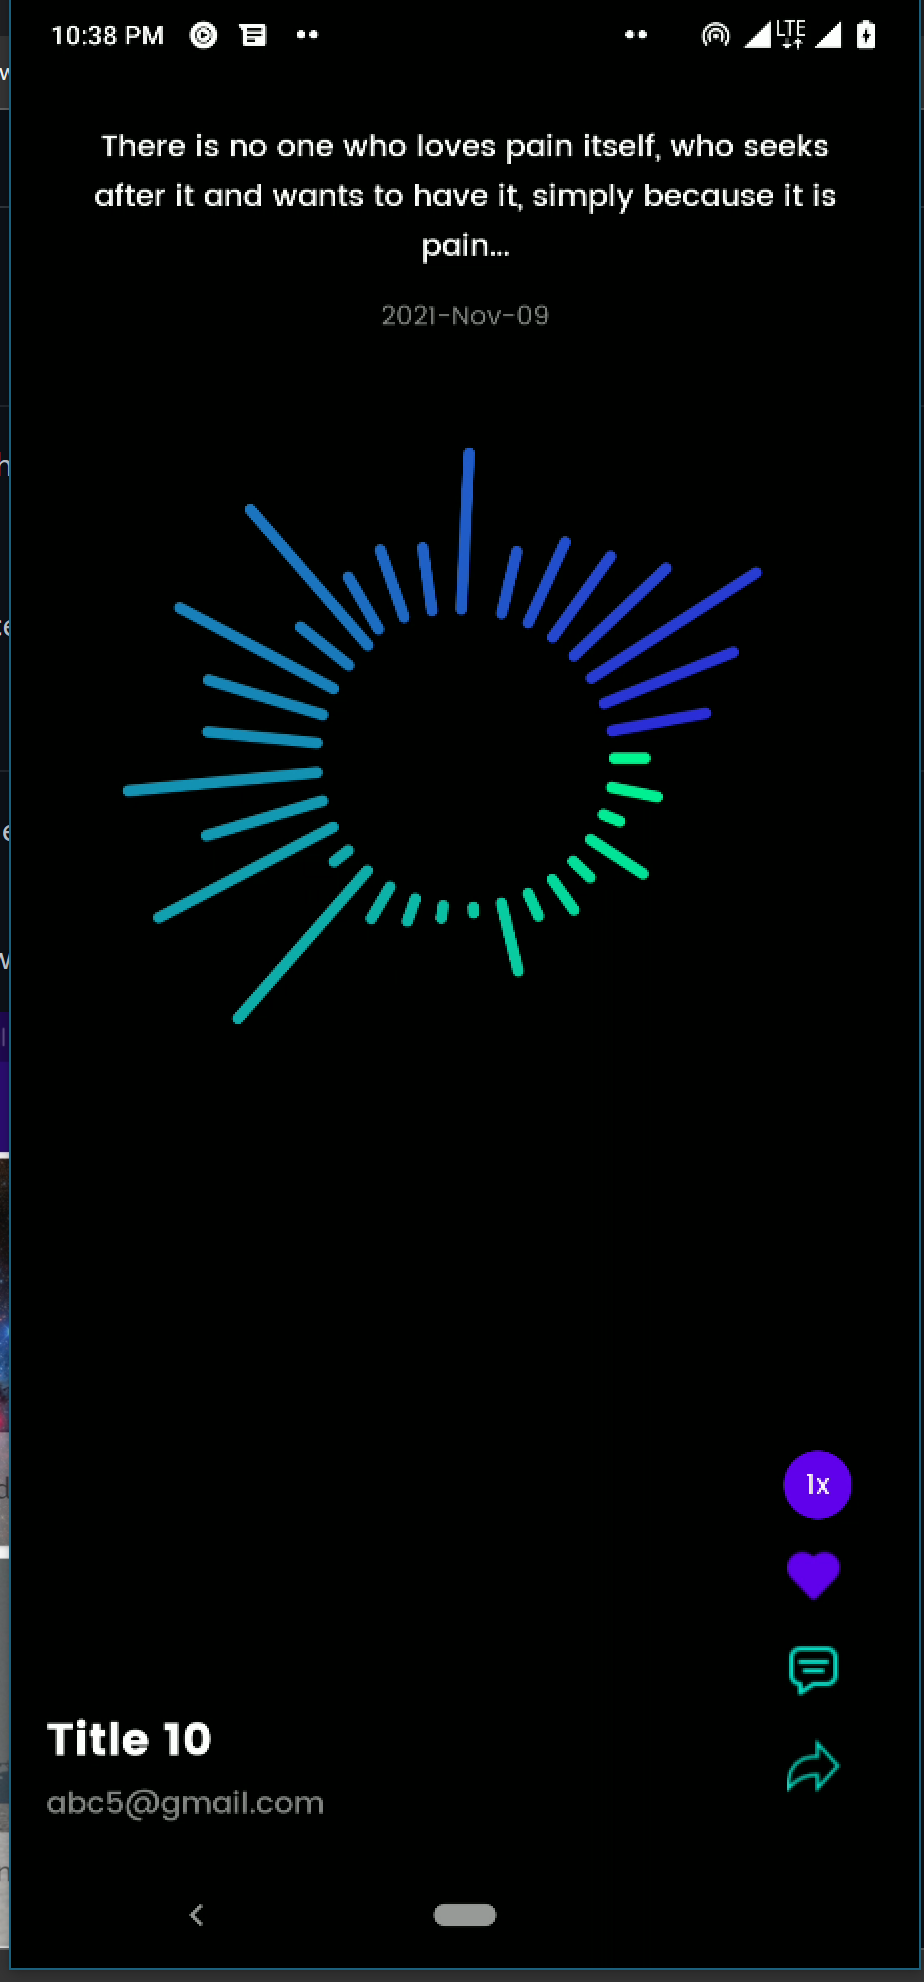 10:38 PM
LTE
There is no one who loves pain itself, who seeks
after it and wants to have it, simply because it is
pain...
2021-Nov-09
1x
Title 10
abc5@gmail.com